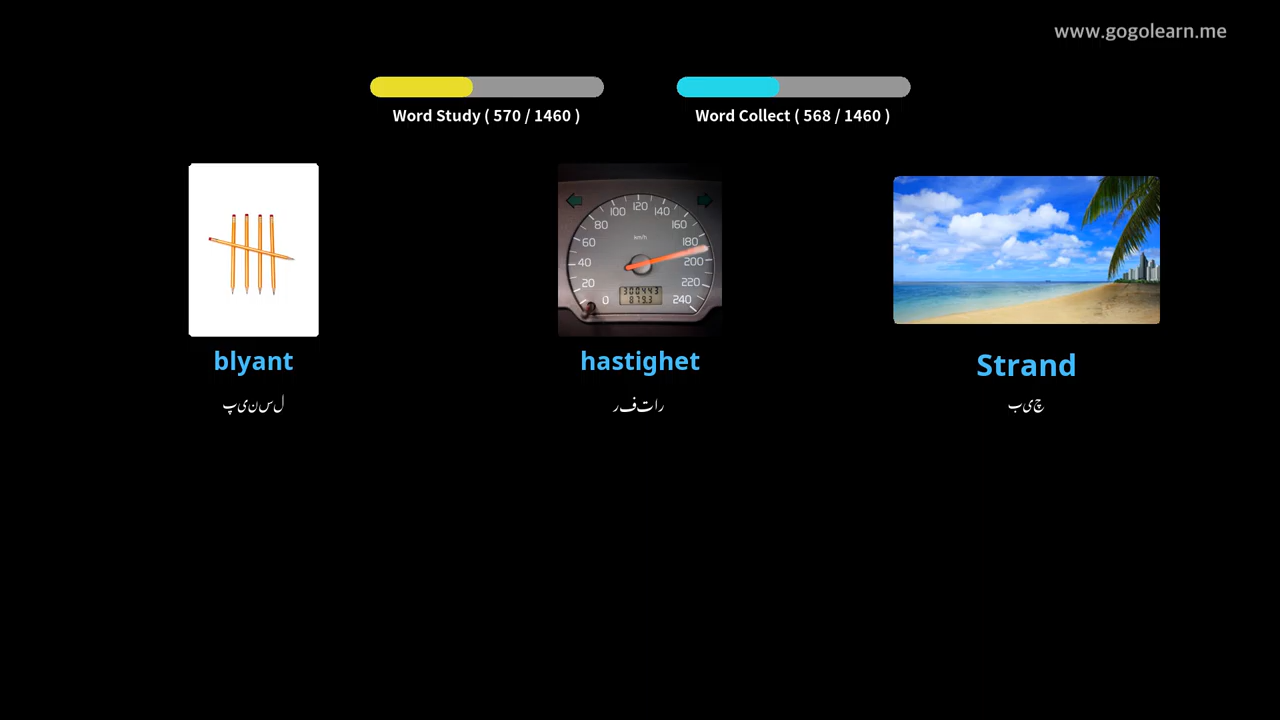 www.gogolearn.me
Word Study ( 570 / 1460 )
Word Collect ( 568 / 1460 )
blyant
hastighet
Strand
پینسل
رفتار
بیچ